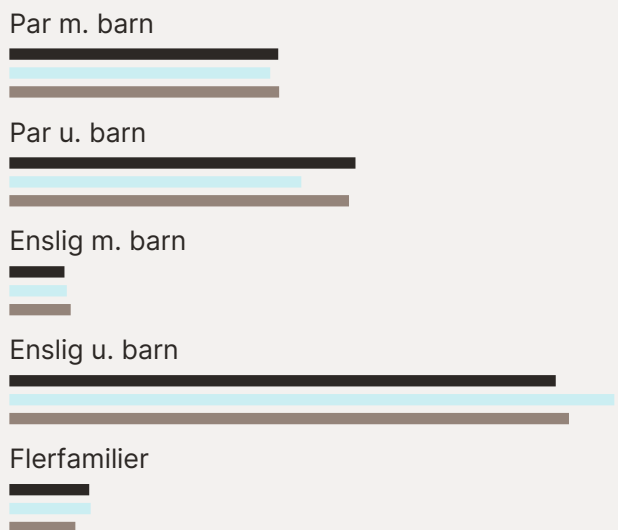 Par m. barn
Par u. barn
Enslig m. barn
Enslig u. barn
Flerfamilier